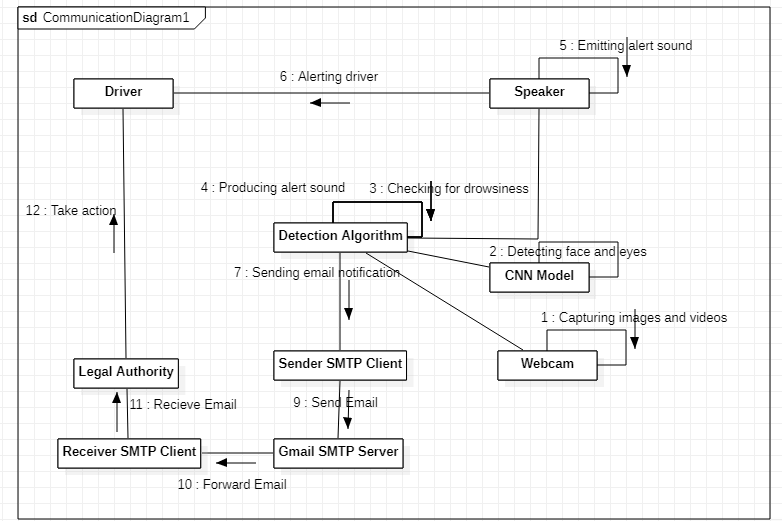 sd CommunicationDiagram1
5 : Emitting alert sound
6 : Alerting driver
Driver
Speaker
4 : Producing alert sound
3 : Checking for drowsiness
12 : Take action
Detection Algorithm
2 : Detecting face and eyes
7 : Sending email notification
CNN Model
1 : Capturing images and videos
Legal Authority
Sender SMTP Client
Webcam
11 : Recieve Email
9 : Send Email
Receiver SMTP Client
Gmail SMTP Server
10 : Forward Email